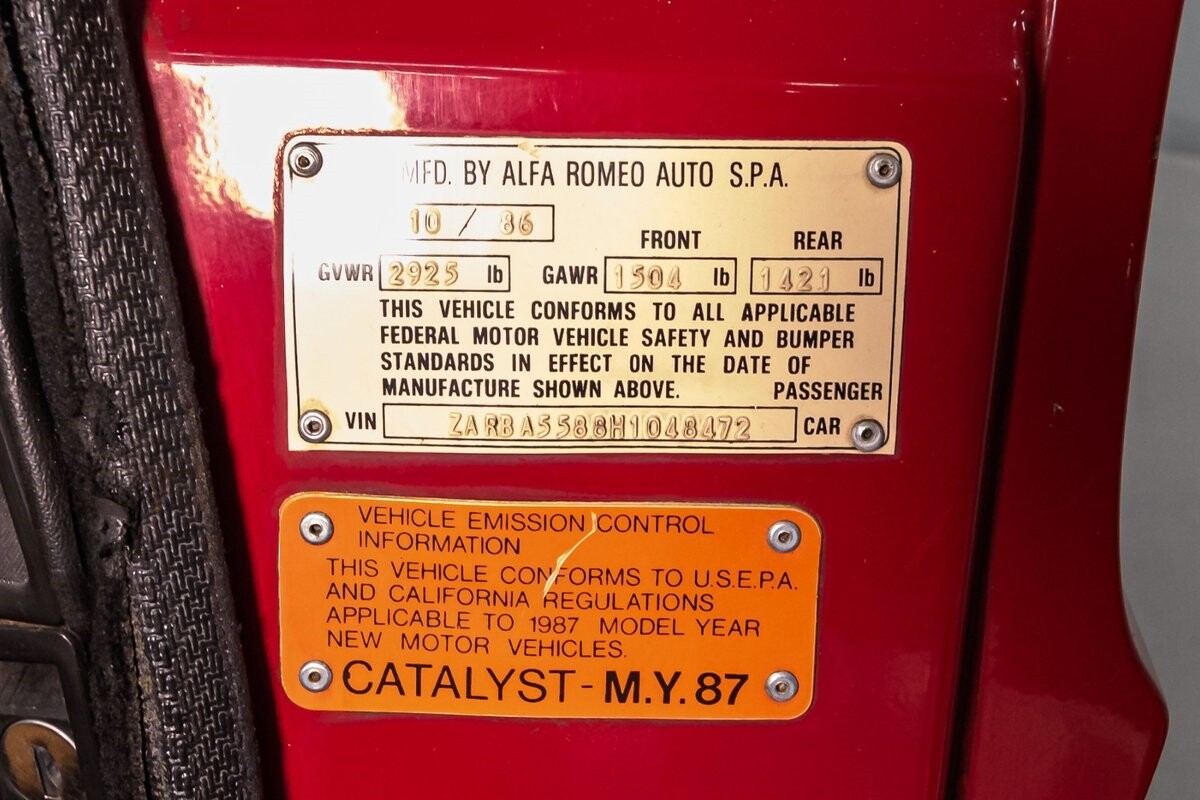 MFD. BY ALFA ROMEO AUTO S.P.A.
10 / 86
FRONT REAR
GVWR 2925 lb GAWR 1504 lb 1421 lb
THIS VEHICLE CONFORMS TO ALL APPLICABLE
FEDERAL MOTOR VEHICLE SAFETY AND BUMPER
STANDARDS IN EFFECT ON THE DATE OF
MANUFACTURE SHOWN ABOVE. PASSENGER
VIN ZARBA5588H1048472 CAR
VEHICLE EMISSION CONTROL
INFORMATION
THIS VEHICLE CONFORMS TO U.S.E.P.A.
AND CALIFORNIA REGULATIONS
APPLICABLE TO 1987 MODEL YEAR
NEW MOTOR VEHICLES.
CATALYST - M.Y. 87